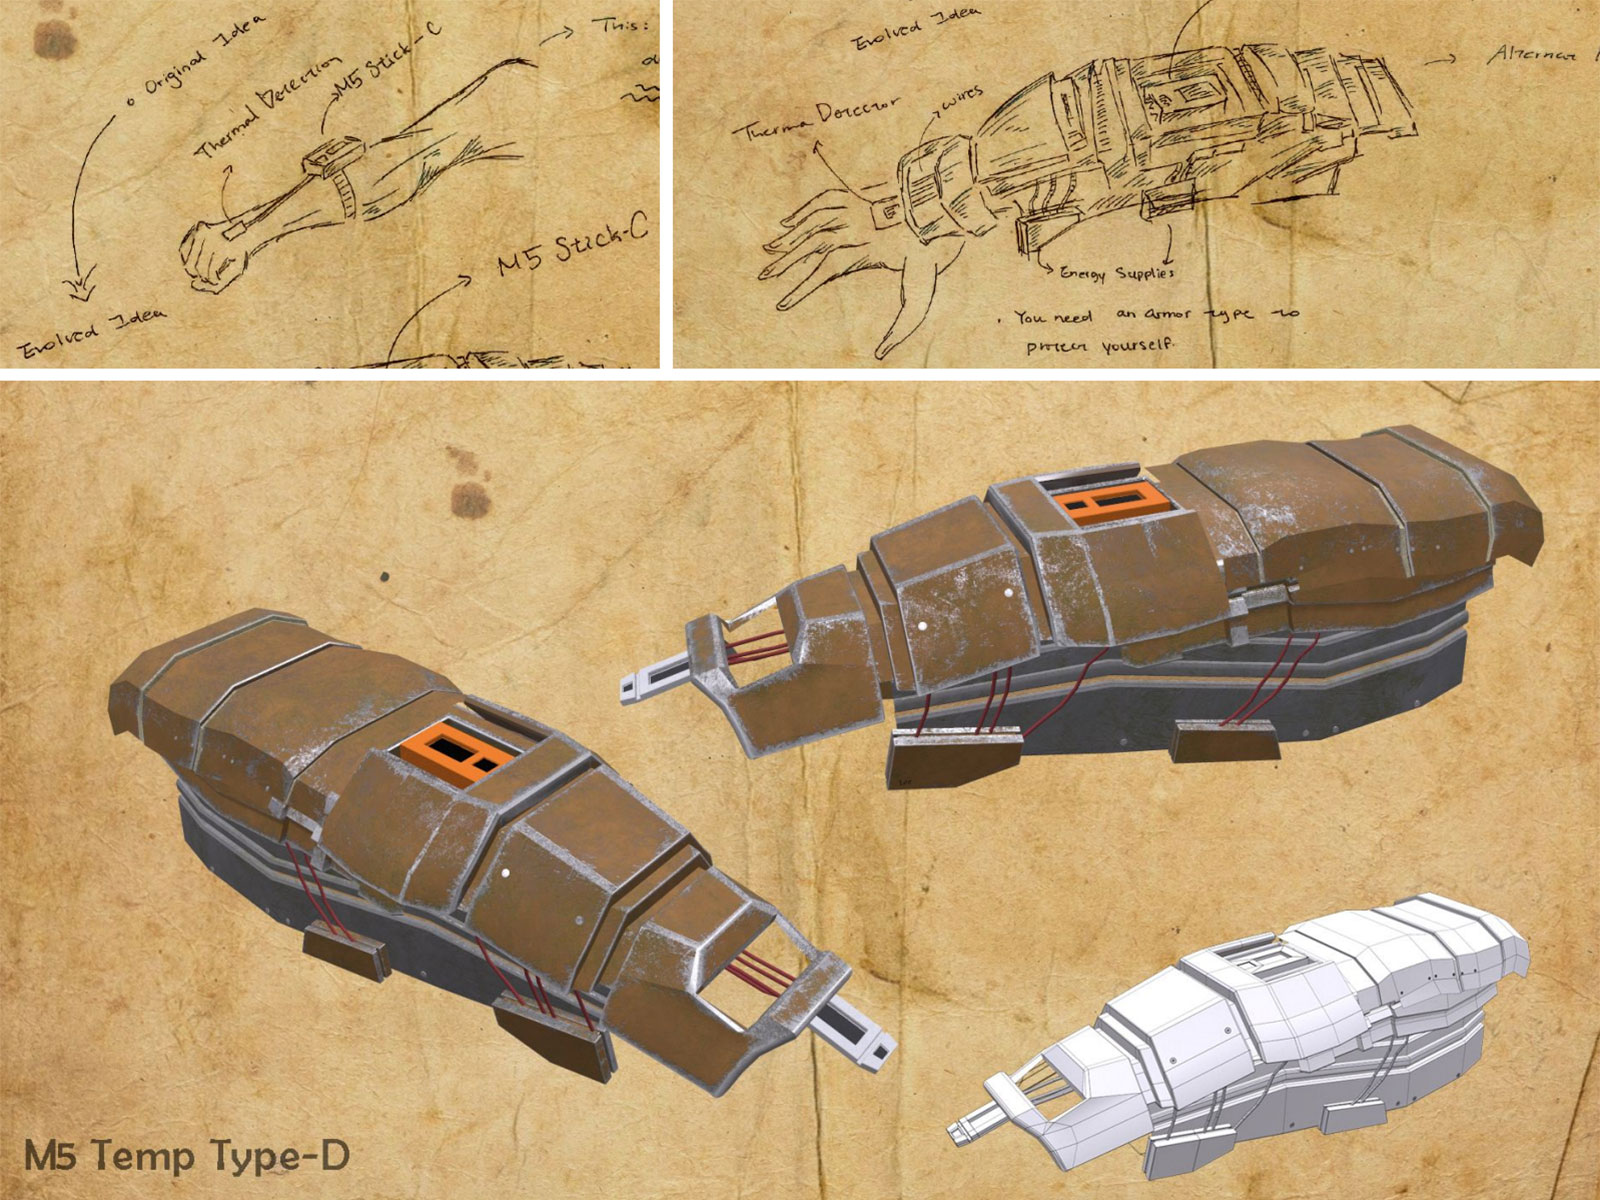 Original Idea
Thermal Detection
M5 Stick-C
This:
M5 Stick-C
Evolved Idea
Evolved Idea
Therma Detector
wires
Energy Supplies
You need an armor type to
protect yourself.
M5 Temp Type-D